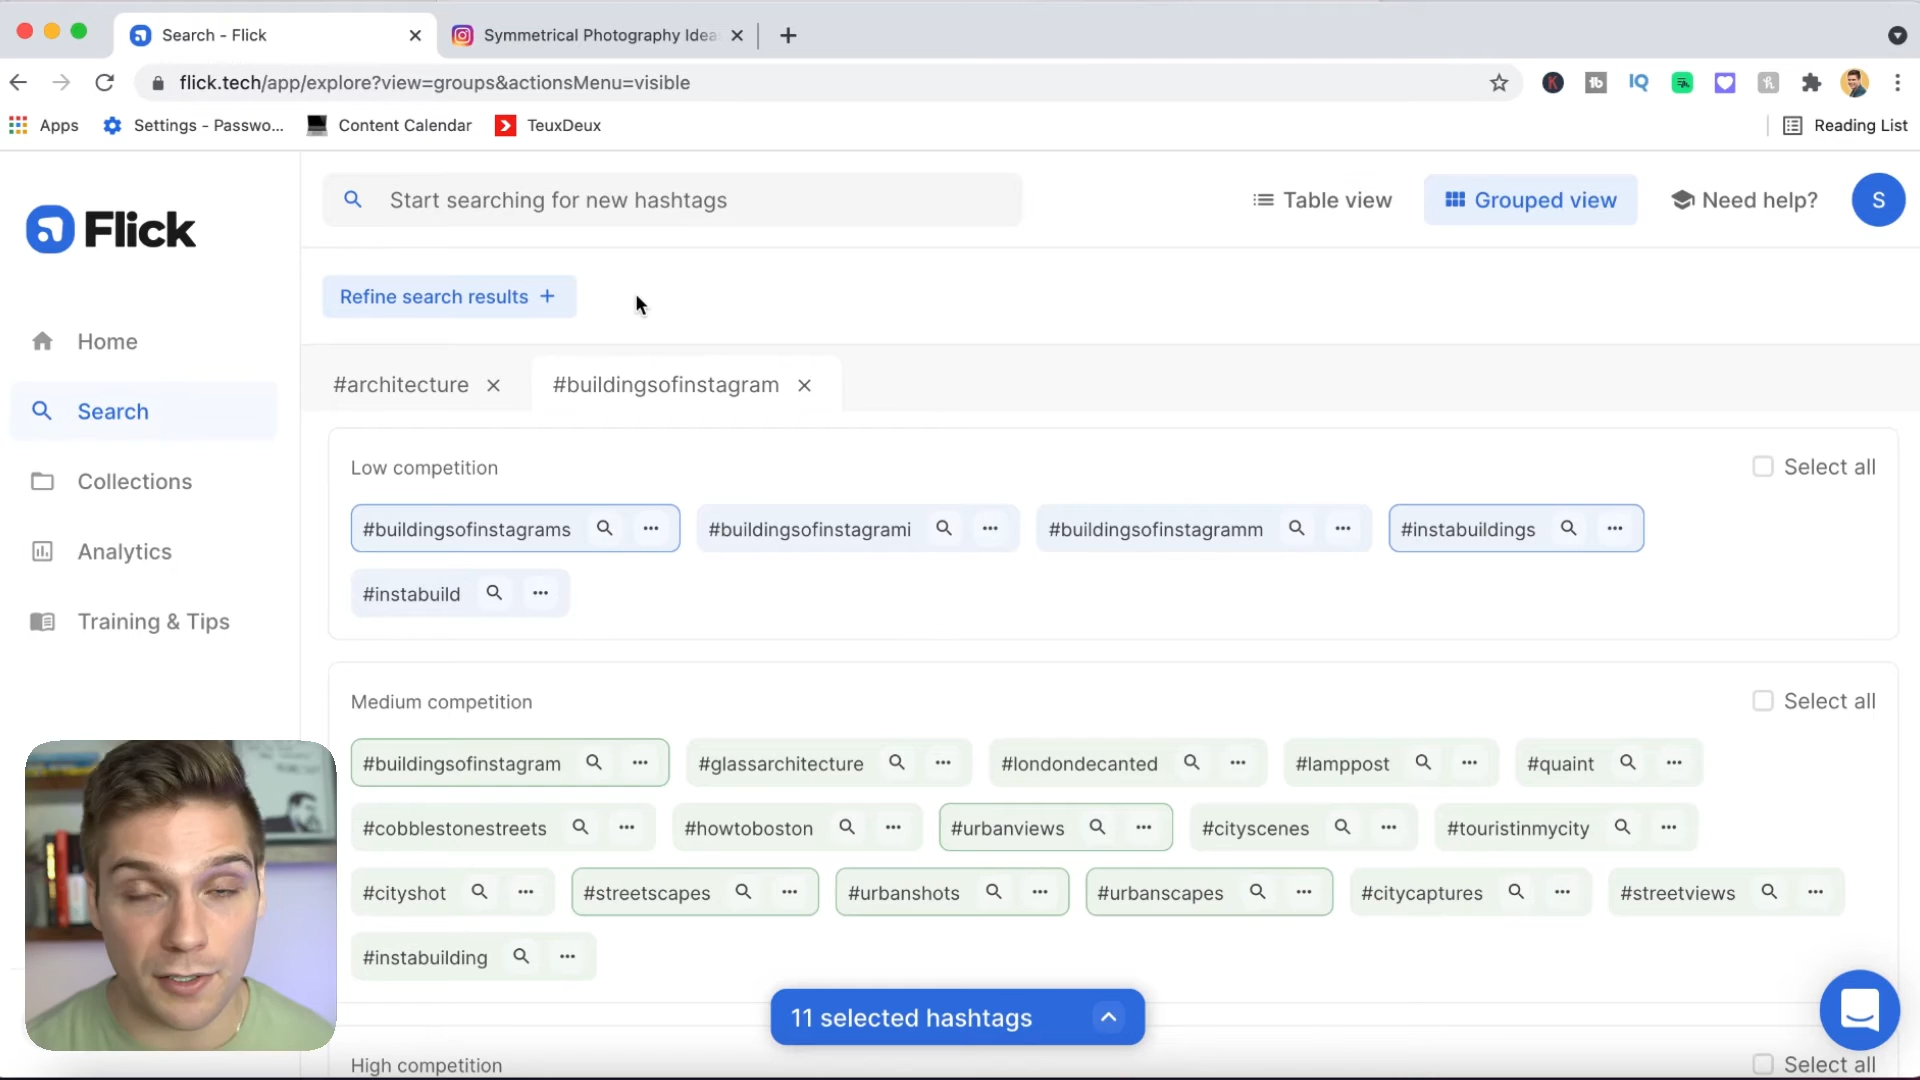 Search - Flick
Symmetrical Photography Idea
flick.tech/app/explore?view=groups&actionsMenu=visible
Apps
Settings - Passwo...
Content Calendar
TeuxDeux
Reading List
Flick
Start searching for new hashtags
Table view
Grouped view
Need help?
S
Refine search results +
Home
Search
Collections
Analytics
Training & Tips
#architecture
#buildingsofinstagram
Low competition
Select all
#buildingsofinstagrams
#buildingsofinstagrami
#buildingsofinstagramm
#instabuildings
#instabuild
Medium competition
Select all
#buildingsofinstagram
#glassarchitecture
#londondecanted
#lamppost
#quaint
#cobblestonestreets
#howtoboston
#urbanviews
#cityscenes
#touristinmycity
#cityshot
#streetscapes
#urbanshots
#urbanscapes
#citycaptures
#streetviews
#instabuilding
11 selected hashtags
High competition
Select all